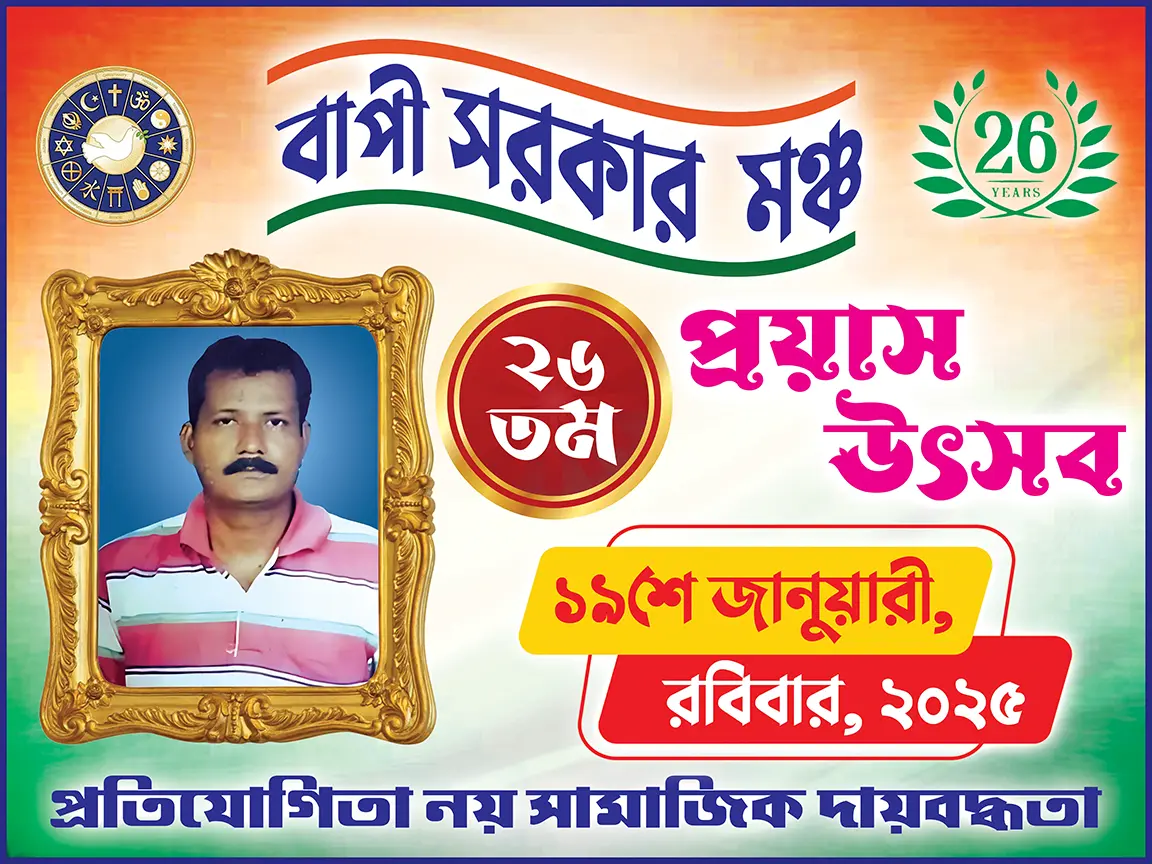 বাপী সরকার মঞ্চ
26
YEARS
২৬
তম
প্রয়াস
উৎসব
১৯শে জানুয়ারী,
রবিবার, ২০২৫
প্রতিযোগিতা নয় সামাজিক দায়বদ্ধতা